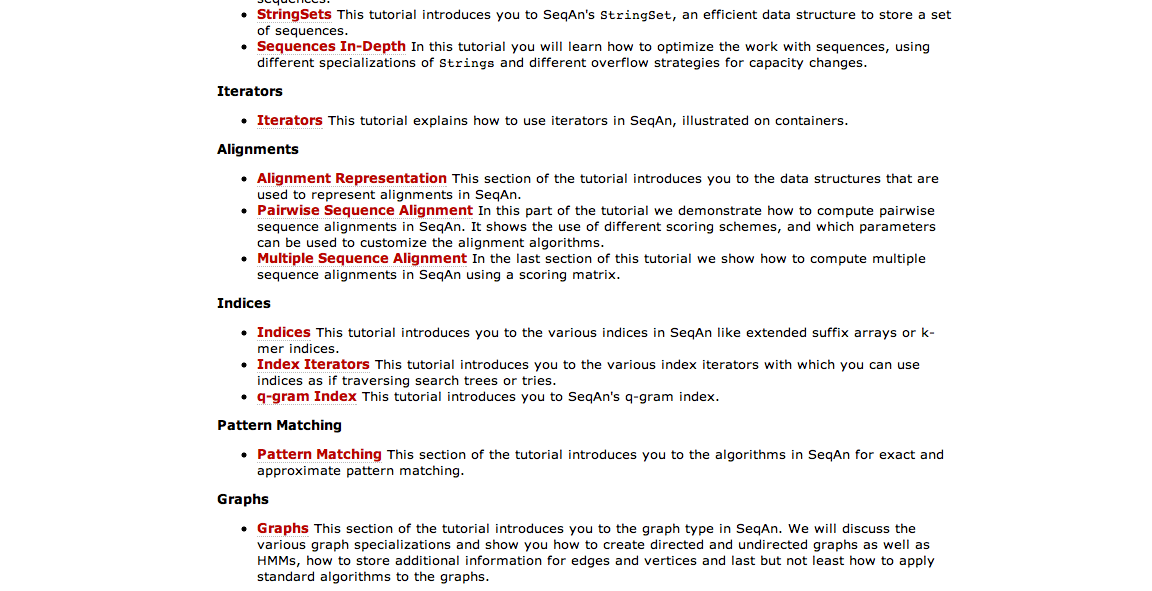 sequences.
• StringSets This tutorial introduces you to SeqAn's StringSet, an efficient data structure to store a set
of sequences.
• Sequences In-Depth In this tutorial you will learn how to optimize the work with sequences, using
different specializations of Strings and different overflow strategies for capacity changes.
Iterators
• Iterators This tutorial explains how to use iterators in SeqAn, illustrated on containers.
Alignments
• Alignment Representation This section of the tutorial introduces you to the data structures that are
used to represent alignments in SeqAn.
• Pairwise Sequence Alignment In this part of the tutorial we demonstrate how to compute pairwise
sequence alignments in SeqAn. It shows the use of different scoring schemes, and which parameters
can be used to customize the alignment algorithms.
• Multiple Sequence Alignment In the last section of this tutorial we show how to compute multiple
sequence alignments in SeqAn using a scoring matrix.
Indices
• Indices This tutorial introduces you to the various indices in SeqAn like extended suffix arrays or k-
mer indices.
• Index Iterators This tutorial introduces you to the various index iterators with which you can use
indices as if traversing search trees or tries.
• q-gram Index This tutorial introduces you to SeqAn's q-gram index.
Pattern Matching
• Pattern Matching This section of the tutorial introduces you to the algorithms in SeqAn for exact and
approximate pattern matching.
Graphs
• Graphs This section of the tutorial introduces you to the graph type in SeqAn. We will discuss the
various graph specializations and show you how to create directed and undirected graphs as well as
HMMs, how to store additional information for edges and vertices and last but not least how to apply
standard algorithms to the graphs.